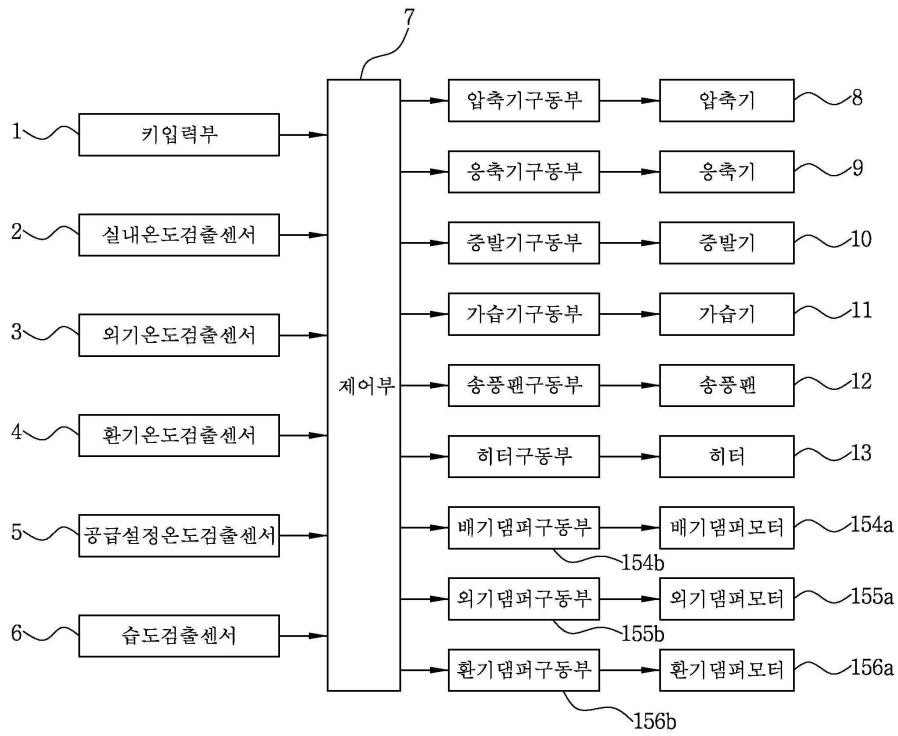 7
1 키입력부
2 실내온도검출센서
3 외기온도검출센서
4 환기온도검출센서
5 공급설정온도검출센서
6 습도검출센서
제어부
압축기구동부 압축기 8
응축기구동부 응축기 9
증발기구동부 증발기 10
가습기구동부 가습기 11
송풍팬구동부 송풍팬 12
히터구동부 히터 13
배기댐퍼구동부 배기댐퍼모터 154a
154b
외기댐퍼구동부 외기댐퍼모터 155a
155b
환기댐퍼구동부 환기댐퍼모터 156a
156b